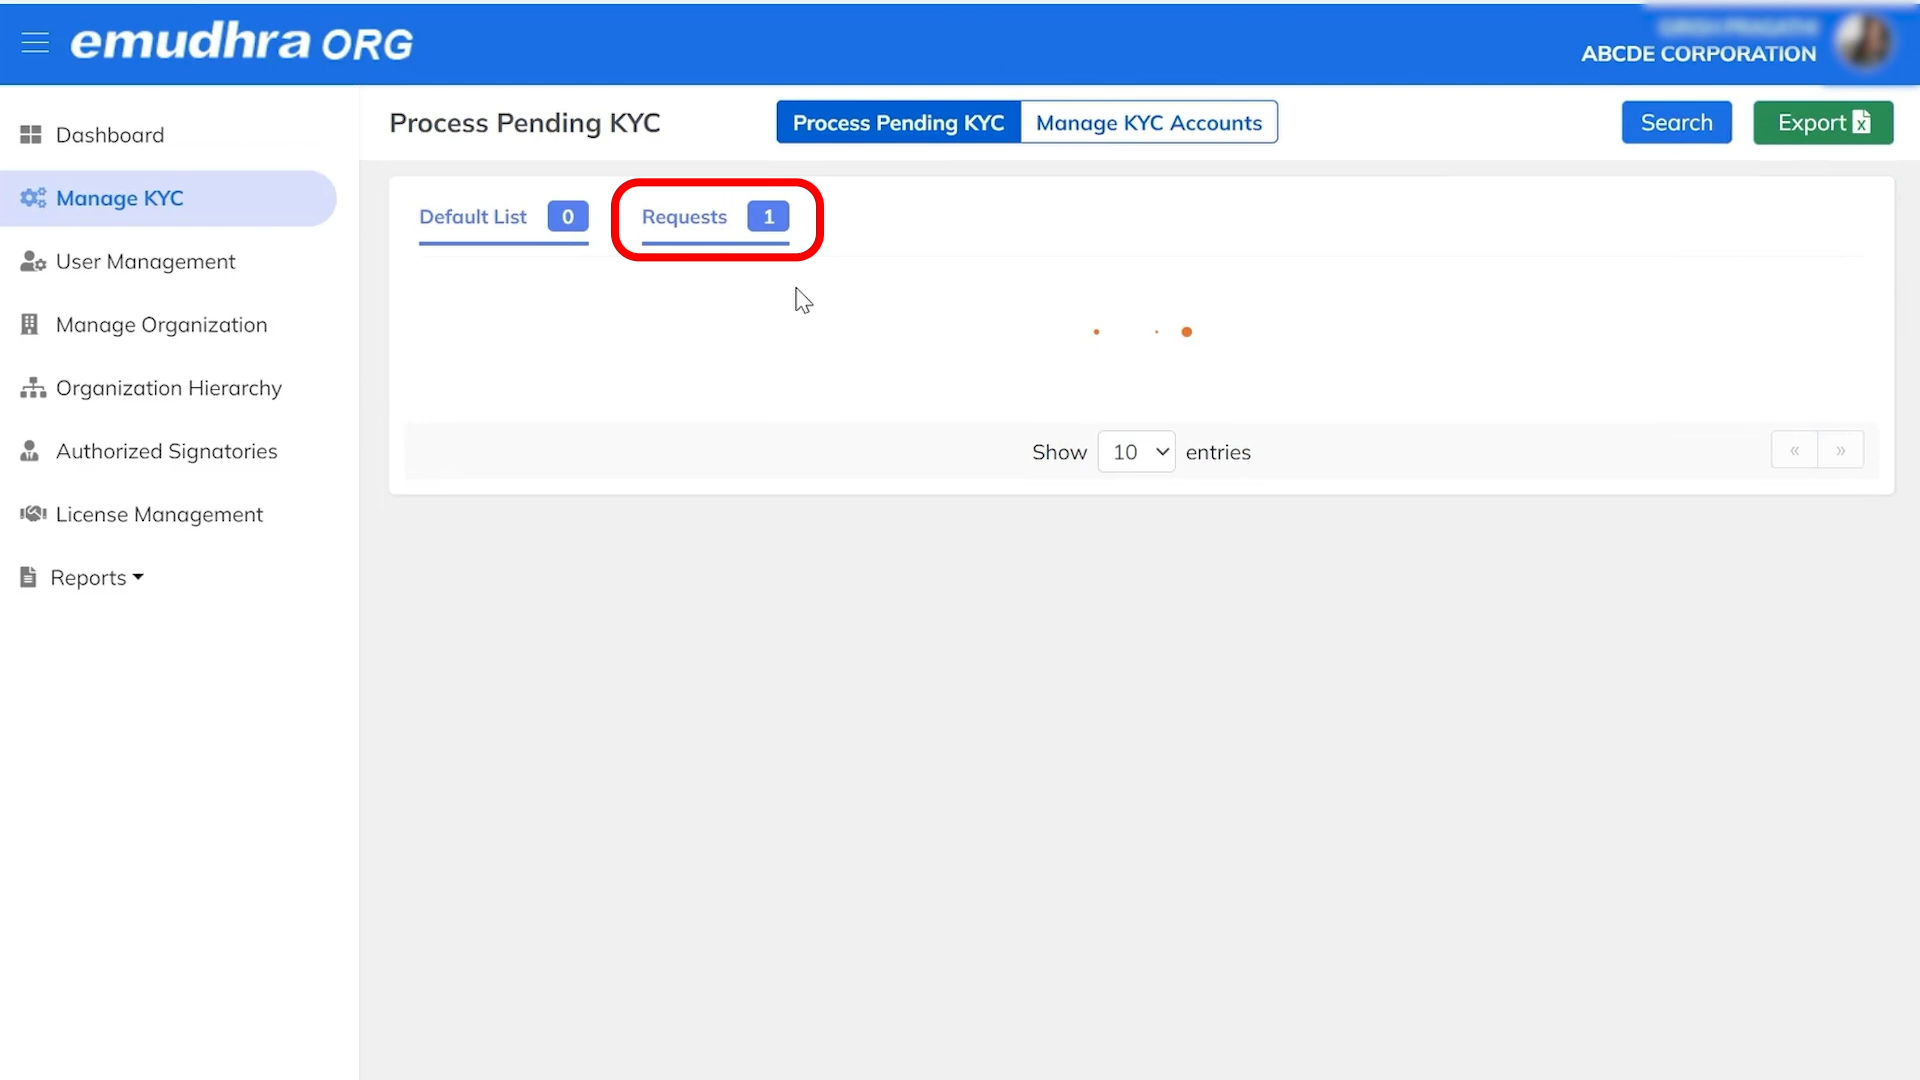 emudhra ORG
ABCDE CORPORATION
Dashboard
Manage KYC
User Management
Manage Organization
Organization Hierarchy
Authorized Signatories
License Management
Reports
Process Pending KYC
Process Pending KYC
Manage KYC Accounts
Search
Export
Default List 0
Requests 1
Show 10 entries
« »